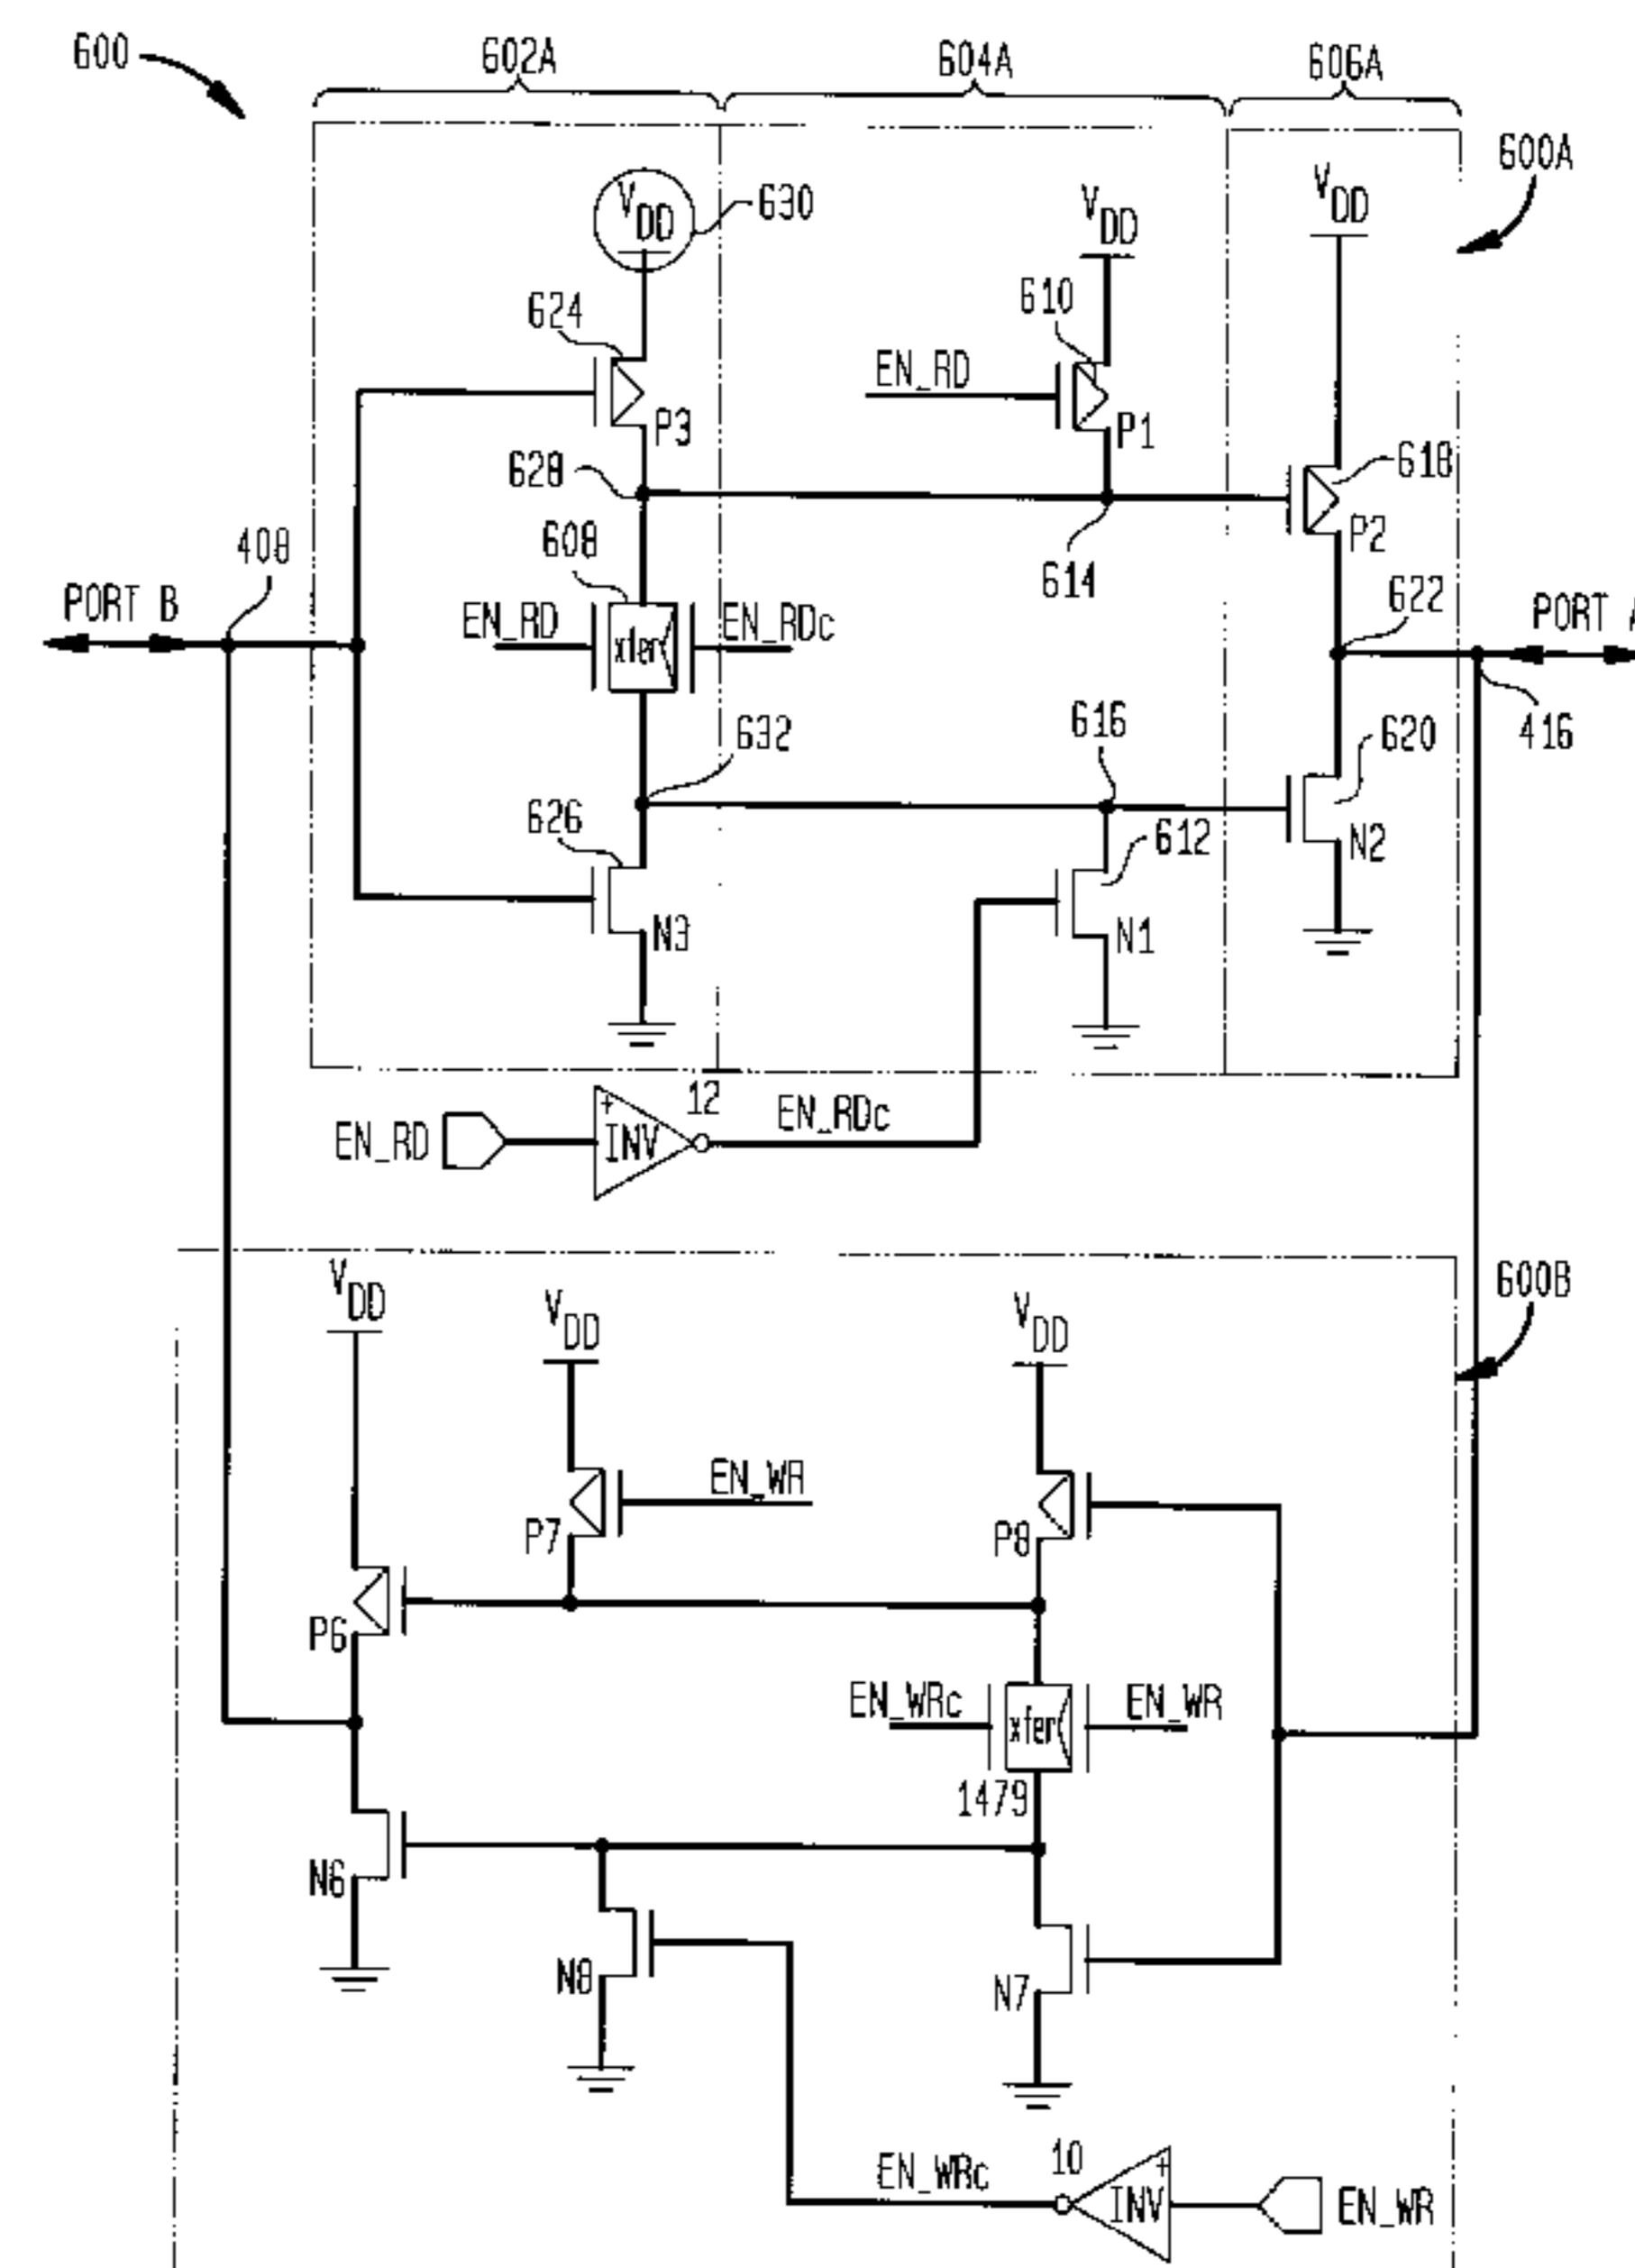 600
602A
604A
606A
600A
VDD
630
VDD
VDD
624
610
EN_RD
P3
P1
618
628
P2
408
608
614
622
PORT B
EN_RD
xfer
EN_RDc
PORT
632
616
416
620
626
612
N2
N3
N1
12
EN_RD
INV
EN_RDc
600B
VDD
VDD
VDD
EN_WR
P7
P8
P6
EN_WRc
xfer
EN_WR
1479
N6
N8
N7
EN_WRc
10
INV
EN_WR